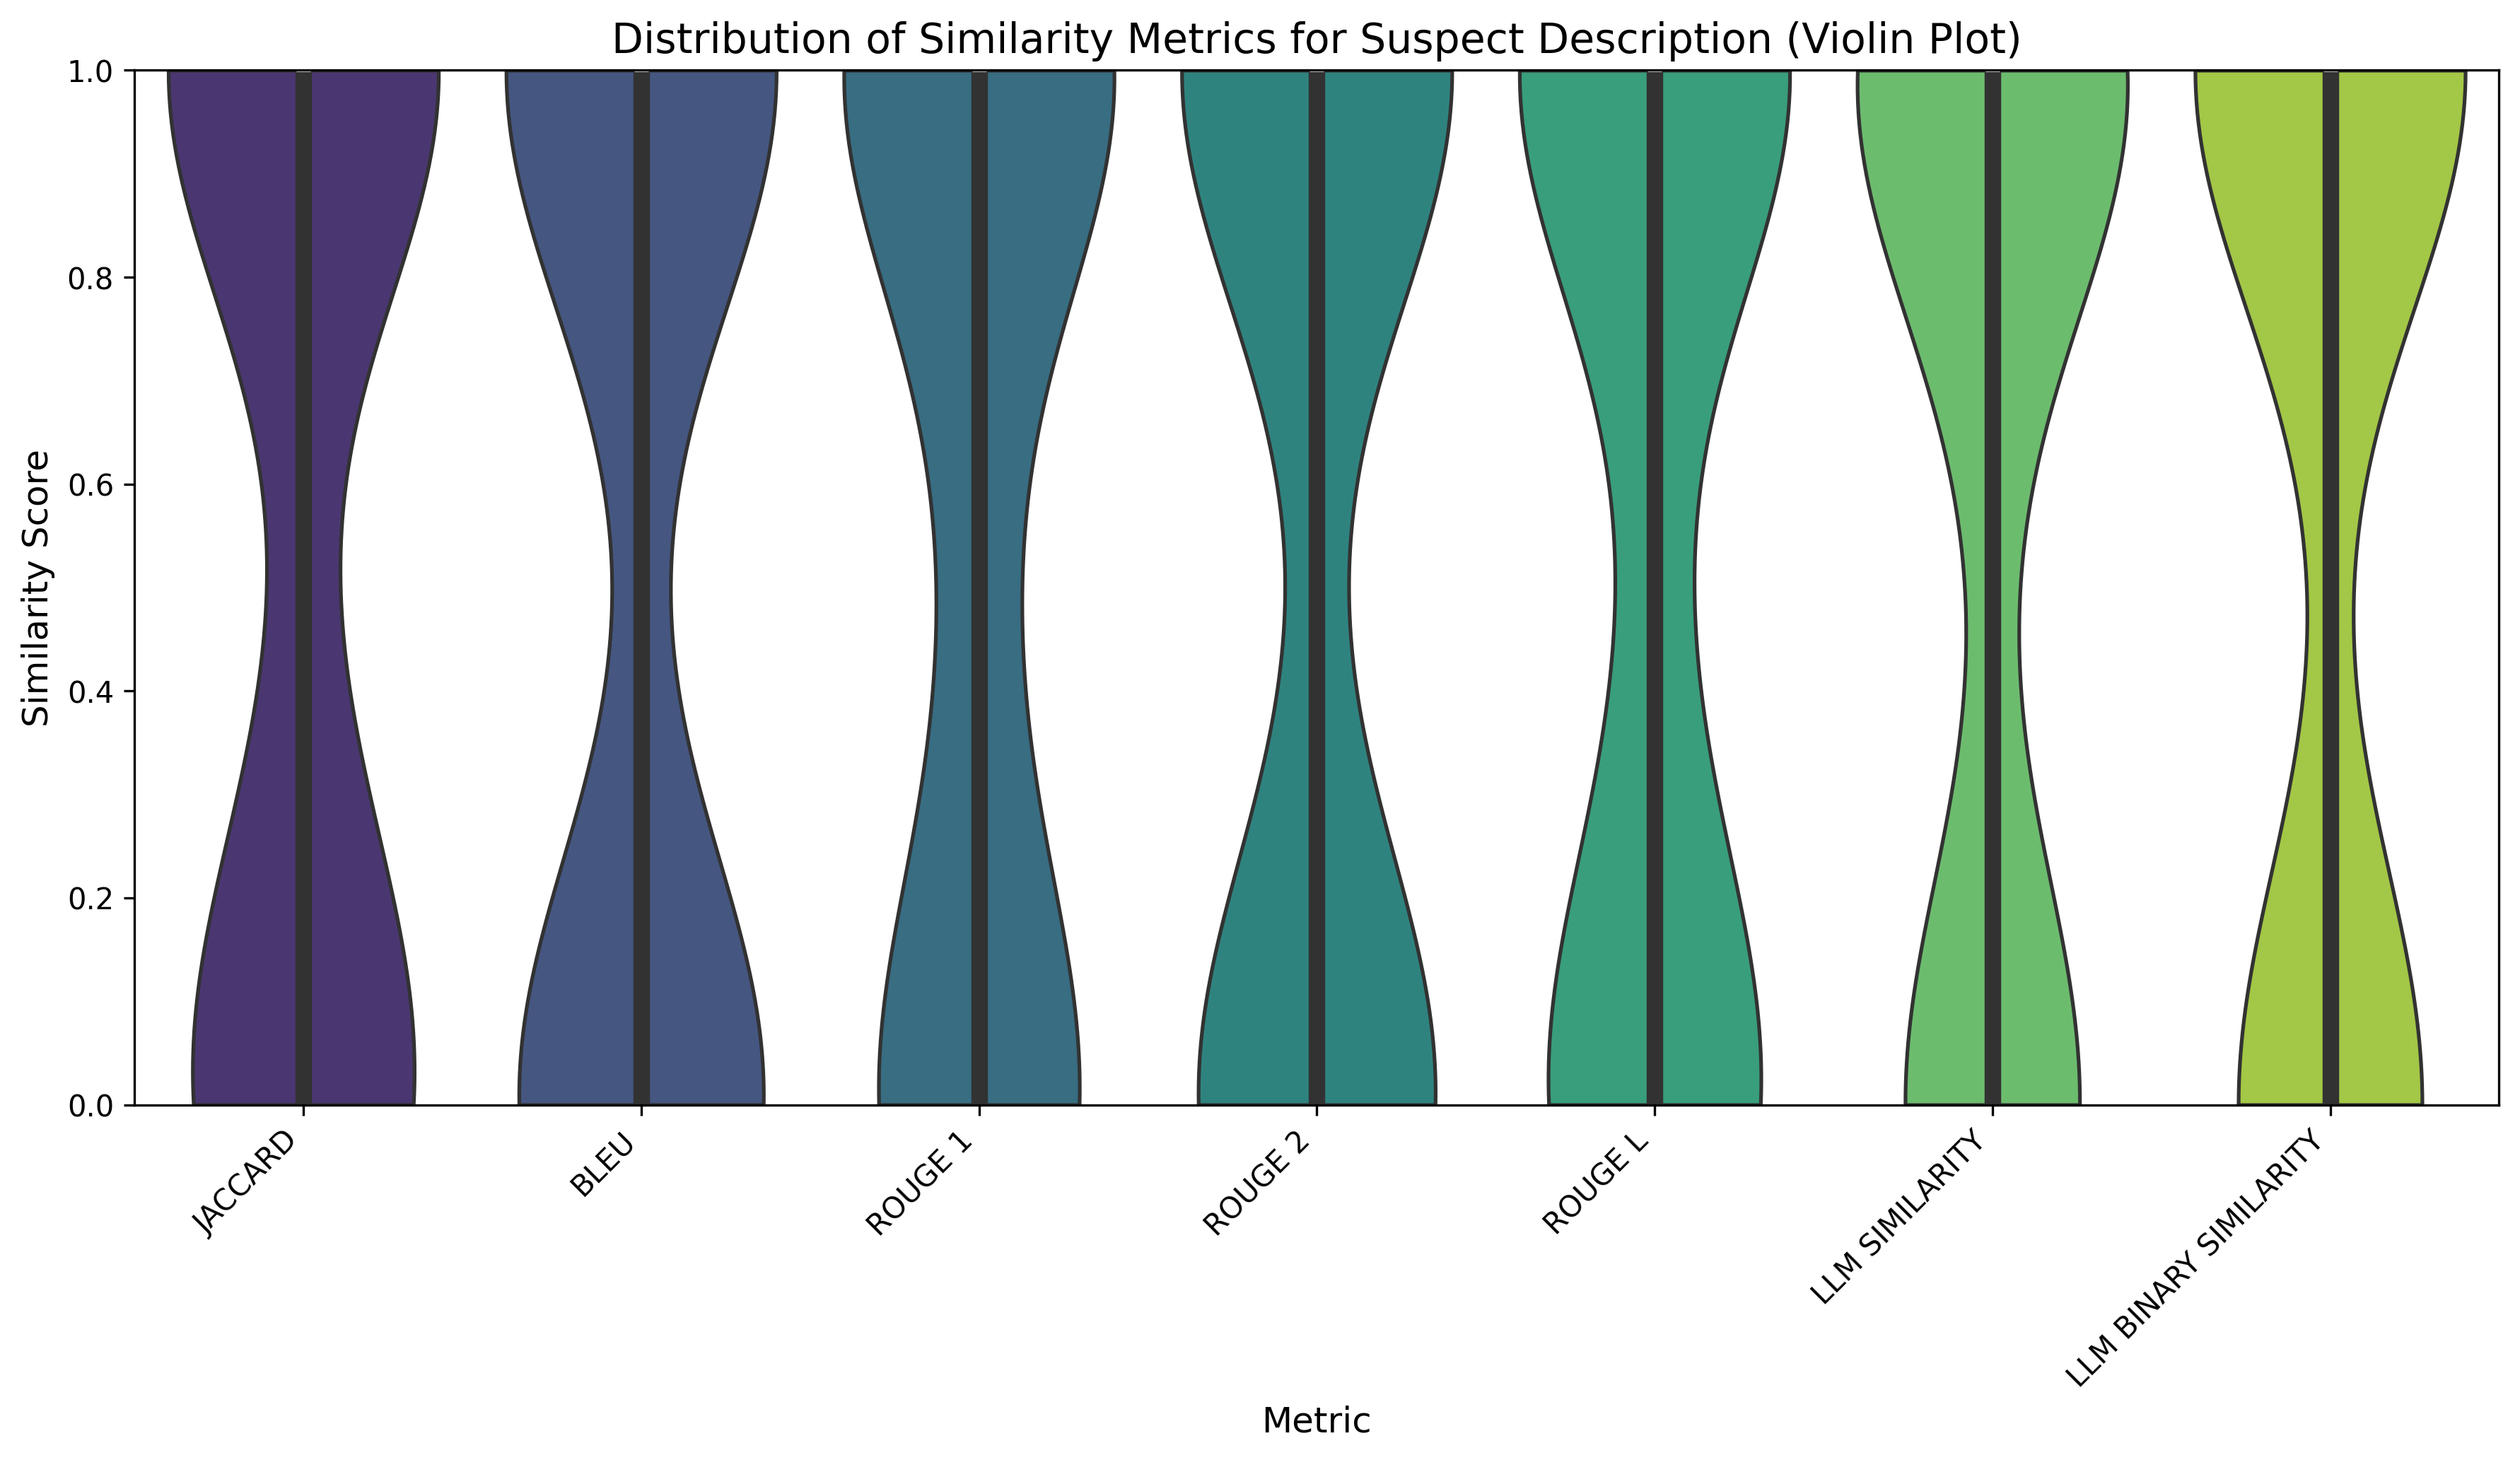 Distribution of Similarity Metrics for Suspect Description (Violin Plot)
1.0
0.8
0.6
0.4
0.2
0.0
Similarity Score
JACCARD
BLEU
ROUGE 1
ROUGE 2
ROUGE L
LLM SIMILARITY
LLM BINARY SIMILARITY
Metric